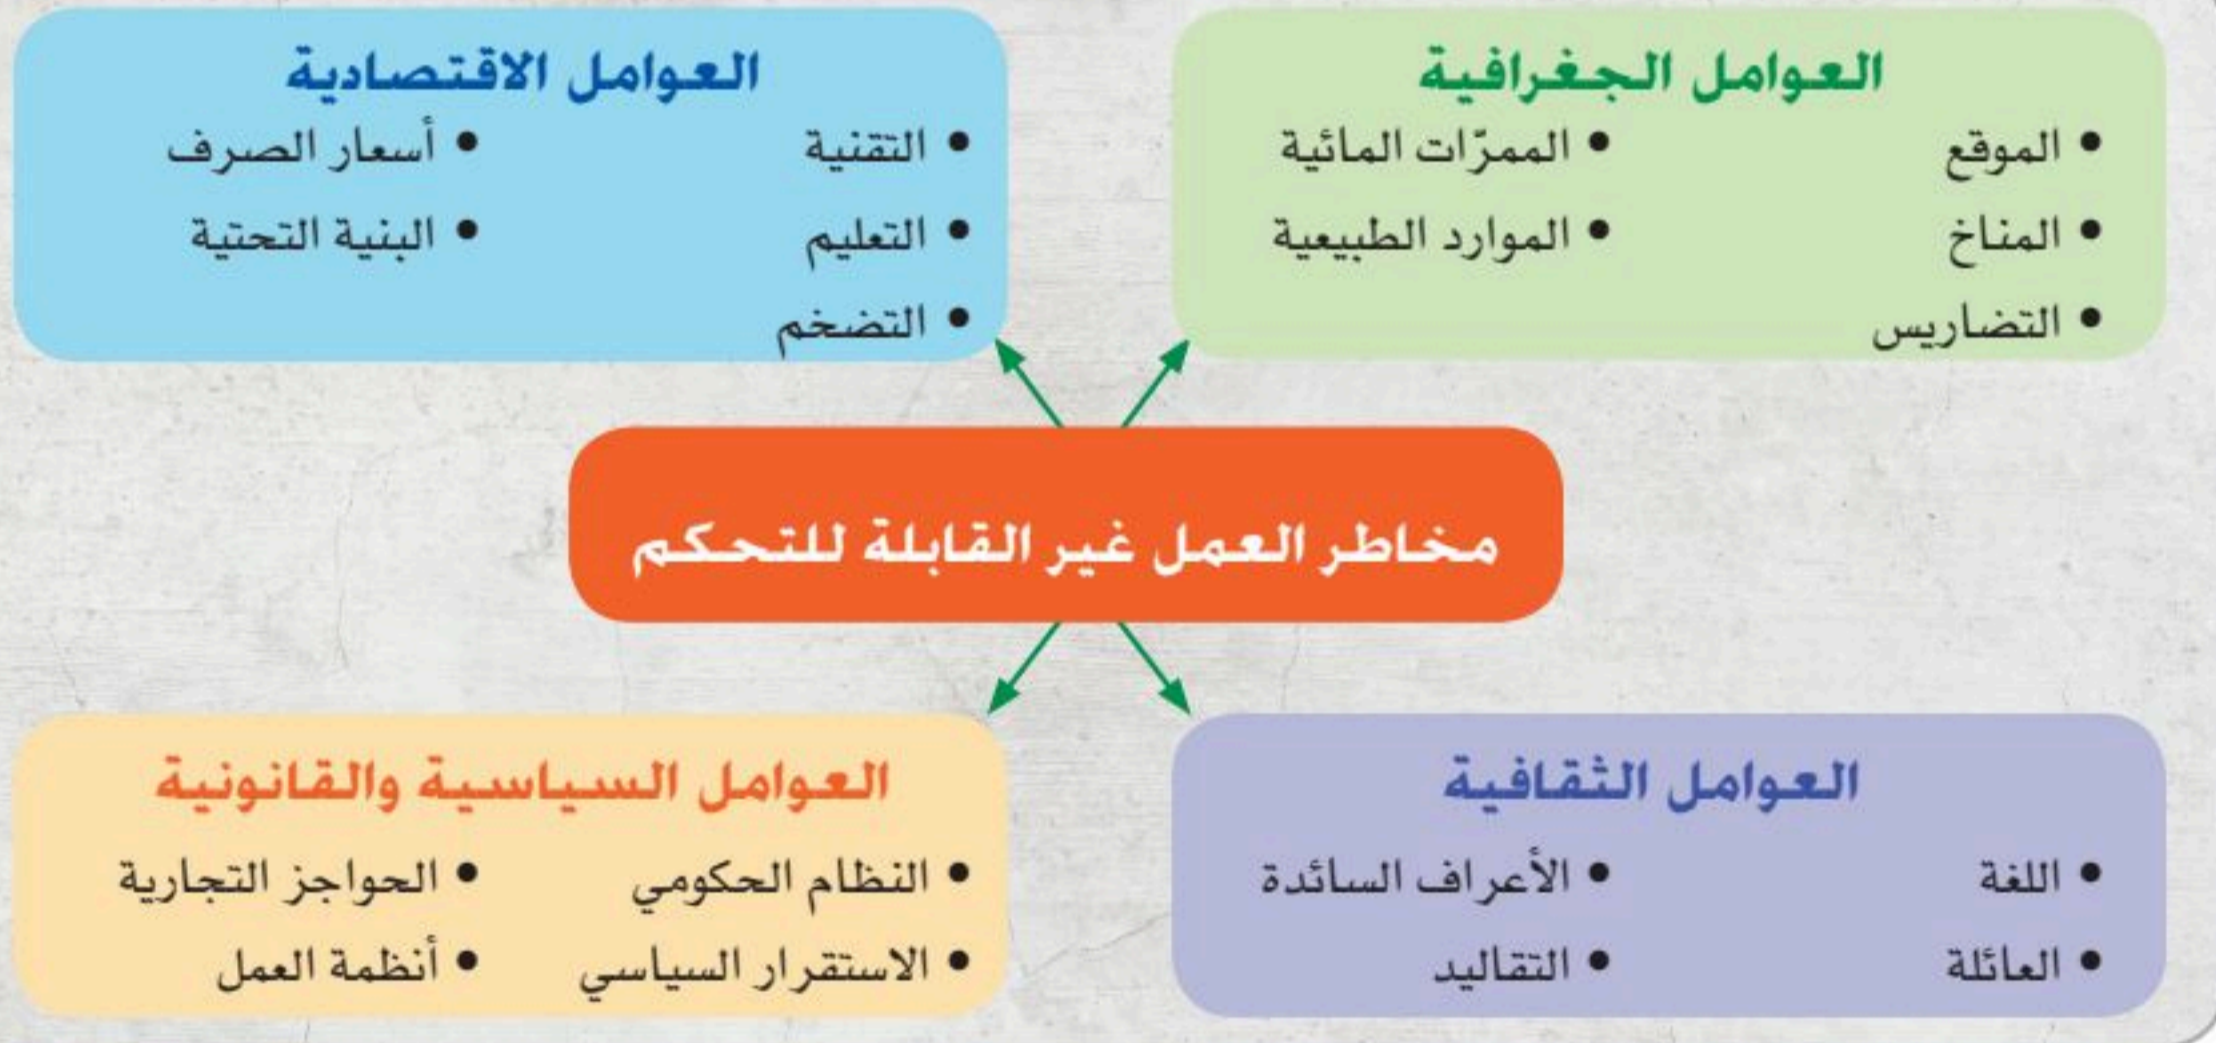 العوامل الجغرافية
• الموقع
• المناخ
• التضاريس
• الممرّات المائية
• الموارد الطبيعية
العوامل الاقتصادية
• التقنية
• التعليم
• التضخم
• أسعار الصرف
• البنية التحتية
مخاطر العمل غير القابلة للتحكم
العوامل الثقافية
• اللغة
• العائلة
• الأعراف السائدة
• التقاليد
العوامل السياسية والقانونية
• النظام الحكومي
• الاستقرار السياسي
• الحواجز التجارية
• أنظمة العمل